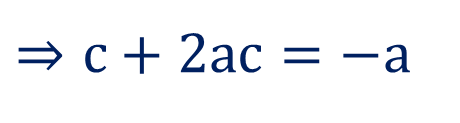 ⇒ c + 2ac = −a